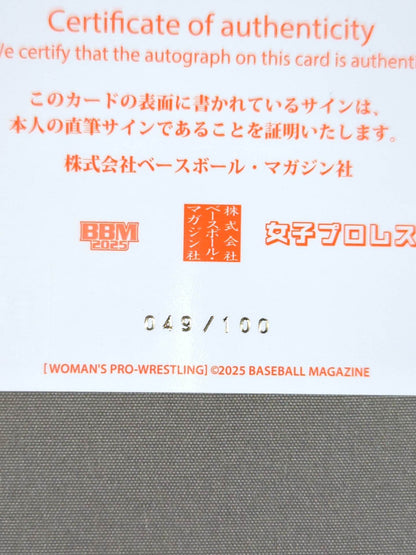 Certificate of authenticity
e certify that the autograph on this card is authenti
このカードの表面に書かれているサインは、
本人の直筆サインであることを証明いたします。
株式会社ベースボール・マガジン社
BBM
2025
株式会社
ベースボール・
マガジン社
女子プロレス
049/100
[WOMAN'S PRO-WRESTLING] ©2025 BASEBALL MAGAZINE